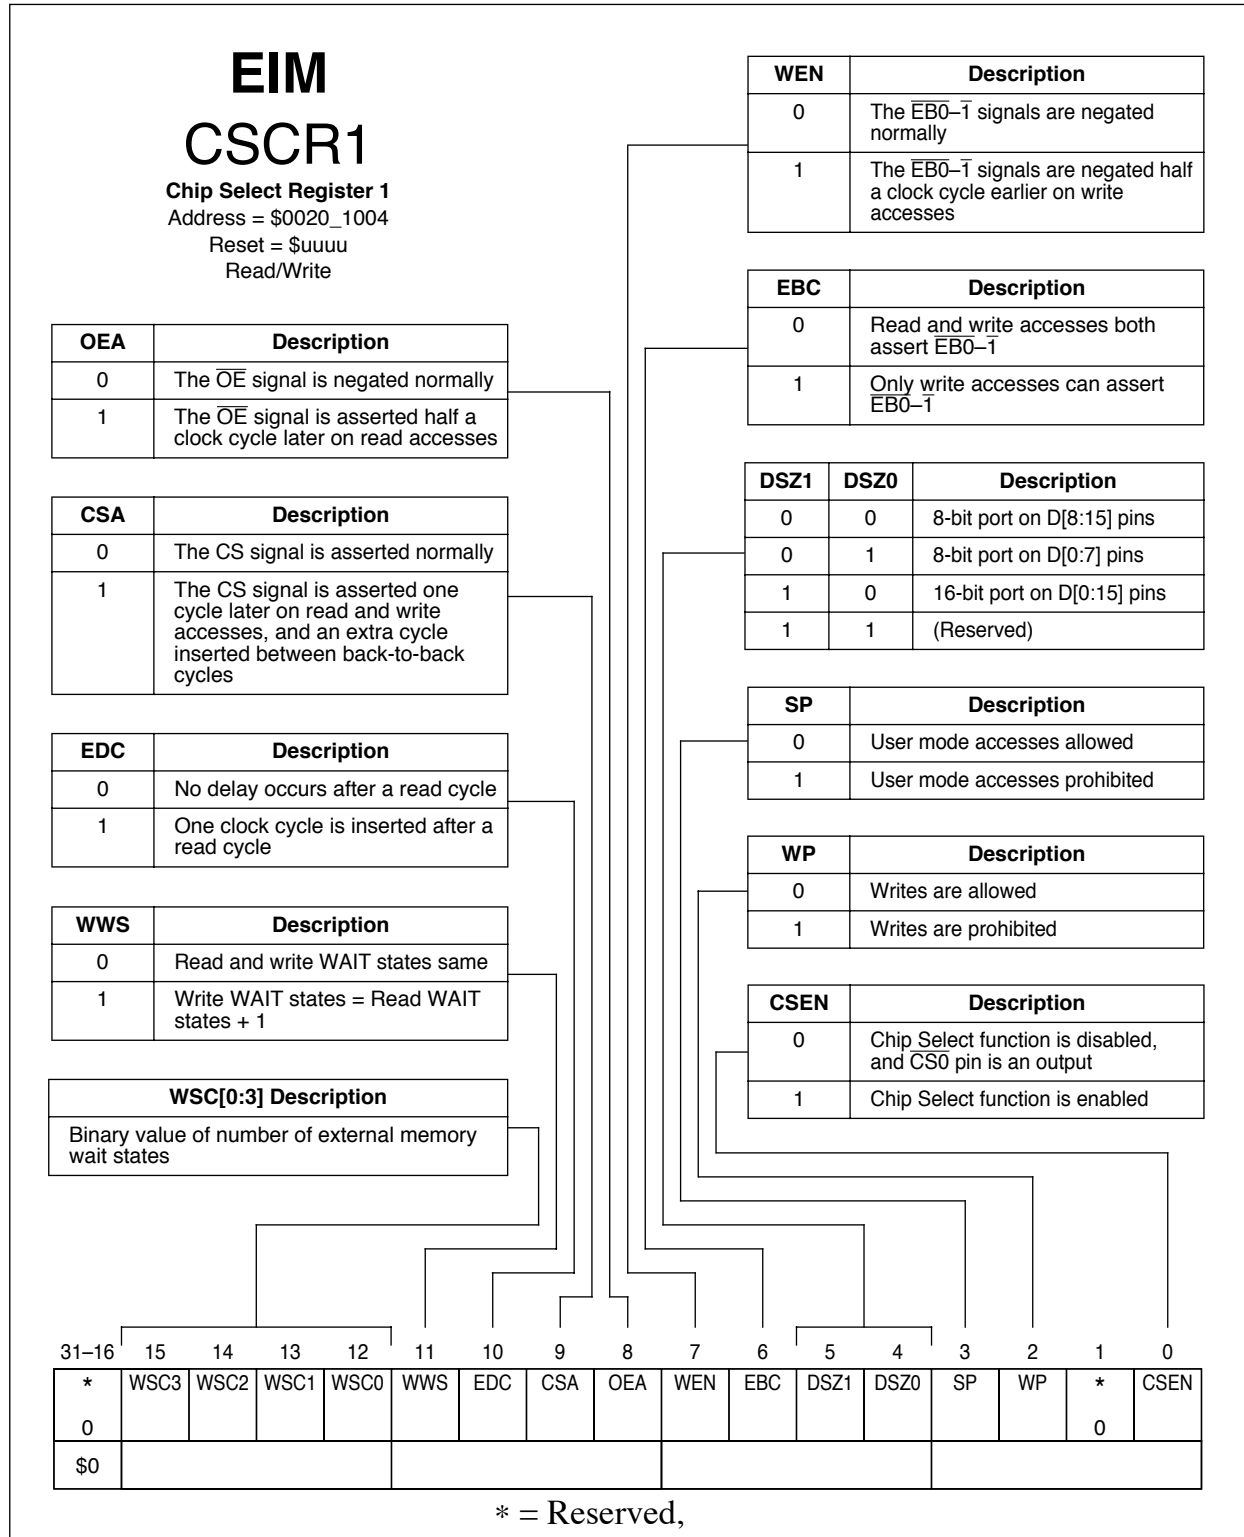 EIM
CSCR1
Chip Select Register 1
Address = $0020_1004
Reset = $uuuu
Read/Write
OEA Description
0 The O̅E̅ signal is negated normally
1 The O̅E̅ signal is asserted half a
clock cycle later on read accesses
CSA Description
0 The CS signal is asserted normally
1 The CS signal is asserted one
cycle later on read and write
accesses, and an extra cycle
inserted between back-to-back
cycles
EDC Description
0 No delay occurs after a read cycle
1 One clock cycle is inserted after a
read cycle
WWS Description
0 Read and write WAIT states same
1 Write WAIT states = Read WAIT
states + 1
WSC[0:3] Description
Binary value of number of external memory
wait states
WEN Description
0 The E̅B̅0̅–1̅ signals are negated
normally
1 The E̅B̅0̅–1̅ signals are negated half
a clock cycle earlier on write
accesses
EBC Description
0 Read and write accesses both
assert E̅B̅0̅–1̅
1 Only write accesses can assert
E̅B̅0̅–1̅
DSZ1 DSZ0 Description
0 0 8-bit port on D[8:15] pins
0 1 8-bit port on D[0:7] pins
1 0 16-bit port on D[0:15] pins
1 1 (Reserved)
SP Description
0 User mode accesses allowed
1 User mode accesses prohibited
WP Description
0 Writes are allowed
1 Writes are prohibited
CSEN Description
0 Chip Select function is disabled,
and C̅S̅0̅ pin is an output
1 Chip Select function is enabled
31–16 15 14 13 12 11 10 9 8 7 6 5 4 3 2 1 0
* WSC3 WSC2 WSC1 WSC0 WWS EDC CSA OEA WEN EBC DSZ1 DSZ0 SP WP * CSEN
0 0
$0
* = Reserved,